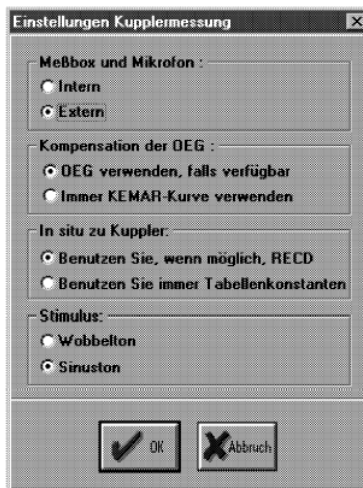 Einstellungen Kupplermessung
Meßbox und Mikrofon :
Intern
Extern
Kompensation der OEG :
OEG verwenden, falls verfügbar
Immer KEMAR-Kurve verwenden
In situ zu Kuppler:
Benutzen Sie, wenn möglich, RECD
Benutzen Sie immer Tabellenkonstanten
Stimulus:
Wobbelton
Sinuston
OK
Abbruch